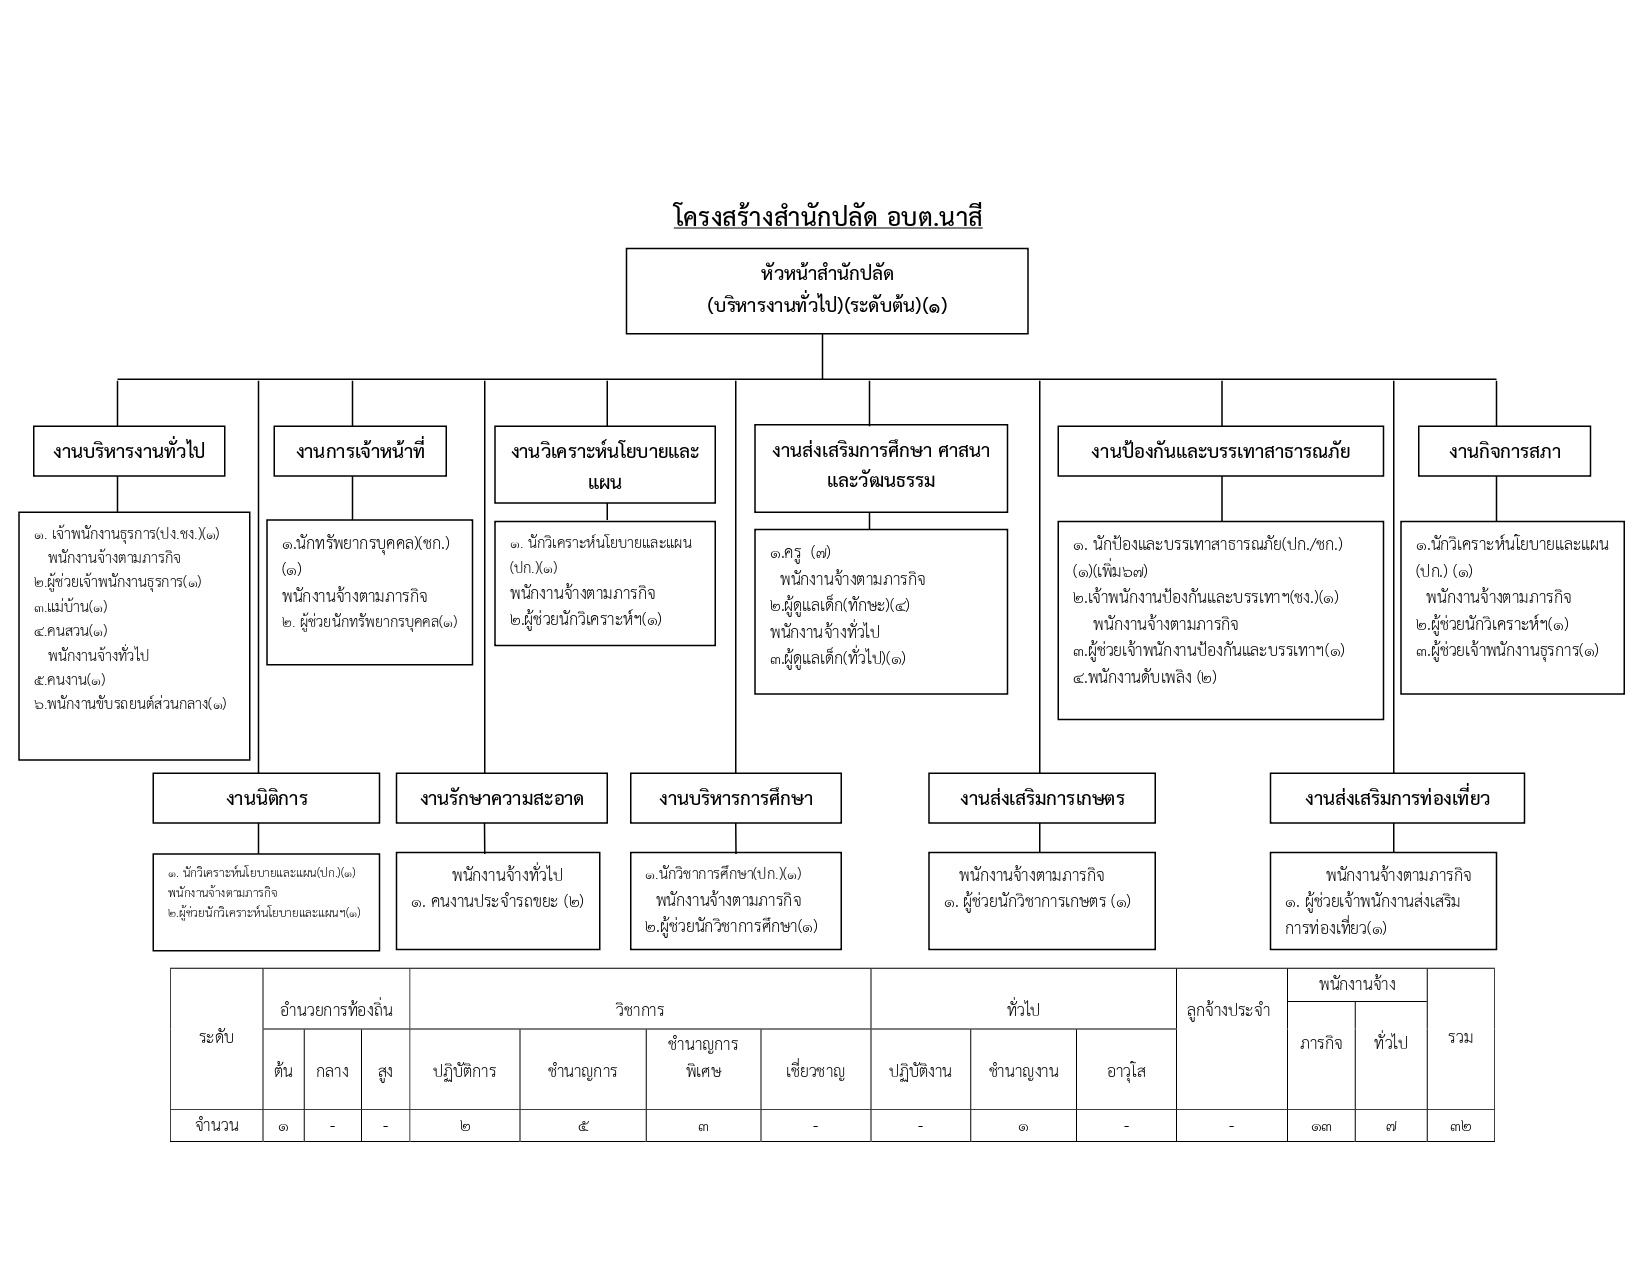 โครงสร้างสำนักปลัด อบต.นาสี
หัวหน้าสำนักปลัด
(บริหารงานทั่วไป)(ระดับต้น)(๑)
งานบริหารงานทั่วไป
๑. เจ้าพนักงานธุรการ(ปง.ชง.)(๑)
พนักงานจ้างตามภารกิจ
๒.ผู้ช่วยเจ้าพนักงานธุรการ(๑)
๓.แม่บ้าน(๑)
๔.คนสวน(๑)
พนักงานจ้างทั่วไป
๕.คนงาน(๑)
๖.พนักงานขับรถยนต์ส่วนกลาง(๑)
งานการเจ้าหน้าที่
๑.นักทรัพยากรบุคคล)(ชก.)
(๑)
พนักงานจ้างตามภารกิจ
๒. ผู้ช่วยนักทรัพยากรบุคคล(๑)
งานวิเคราะห์นโยบายและ
แผน
๑. นักวิเคราะห์นโยบายและแผน
(ปก.)(๑)
พนักงานจ้างตามภารกิจ
๒.ผู้ช่วยนักวิเคราะห์ฯ(๑)
งานส่งเสริมการศึกษา ศาสนา
และวัฒนธรรม
๑.ครู (๗)
พนักงานจ้างตามภารกิจ
๒.ผู้ดูแลเด็ก(ทักษะ)(๔)
พนักงานจ้างทั่วไป
๓.ผู้ดูแลเด็ก(ทั่วไป)(๑)
งานป้องกันและบรรเทาสาธารณภัย
๑. นักป้องและบรรเทาสาธารณภัย(ปก./ชก.)
(๑)(เพิ่ม๖๗)
๒.เจ้าพนักงานป้องกันและบรรเทาฯ(ชง.)(๑)
พนักงานจ้างตามภารกิจ
๓.ผู้ช่วยเจ้าพนักงานป้องกันและบรรเทาฯ(๑)
๔.พนักงานดับเพลิง (๒)
งานกิจการสภา
๑.นักวิเคราะห์นโยบายและแผน
(ปก.) (๑)
พนักงานจ้างตามภารกิจ
๒.ผู้ช่วยนักวิเคราะห์ฯ(๑)
๓.ผู้ช่วยเจ้าพนักงานธุรการ(๑)
งานนิติการ
๑. นักวิเคราะห์นโยบายและแผน(ปก.)(๑)
พนักงานจ้างตามภารกิจ
๒.ผู้ช่วยนักวิเคราะห์นโยบายและแผนฯ(๑)
งานรักษาความสะอาด
พนักงานจ้างทั่วไป
๑. คนงานประจำรถขยะ (๒)
งานบริหารการศึกษา
๑.นักวิชาการศึกษา(ปก.)(๑)
พนักงานจ้างตามภารกิจ
๒.ผู้ช่วยนักวิชาการศึกษา(๑)
งานส่งเสริมการเกษตร
พนักงานจ้างตามภารกิจ
๑. ผู้ช่วยนักวิชาการเกษตร (๑)
งานส่งเสริมการท่องเที่ยว
พนักงานจ้างตามภารกิจ
๑. ผู้ช่วยเจ้าพนักงานส่งเสริม
การท่องเที่ยว(๑)
ระดับ อำนวยการท้องถิ่น วิชาการ ทั่วไป ลูกจ้างประจำ พนักงานจ้าง รวม
ต้น กลาง สูง ปฏิบัติการ ชำนาญการ ชำนาญการ
พิเศษ เชี่ยวชาญ ปฏิบัติงาน ชำนาญงาน อาวุโส ภารกิจ ทั่วไป
จำนวน ๑ - - ๒ ๕ ๓ - - ๑ - - ๑๓ ๗ ๓๒